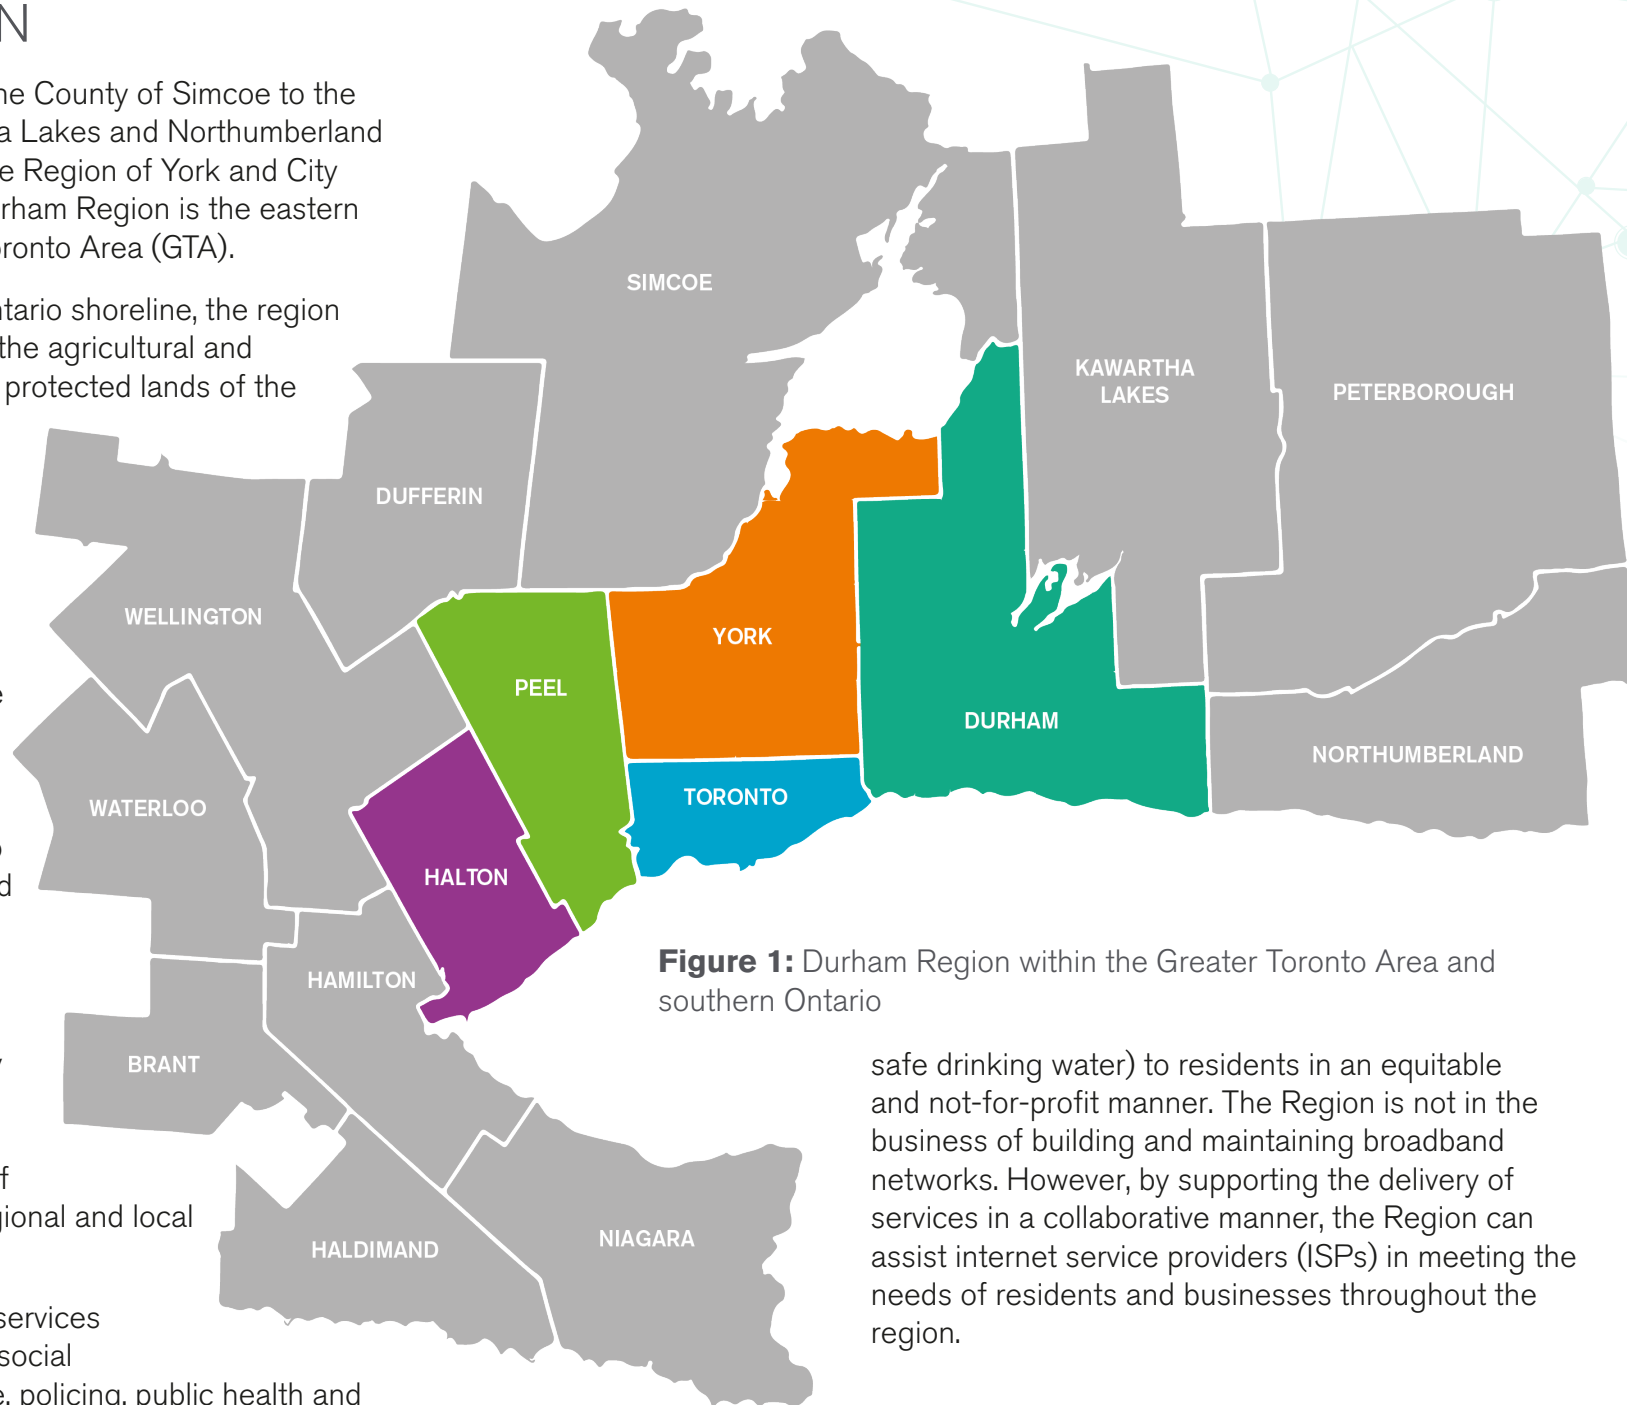 N
ne County of Simcoe to the
a Lakes and Northumberland
e Region of York and City
rham Region is the eastern
oronto Area (GTA).
ntario shoreline, the region
the agricultural and
protected lands of the
e
o
d
y
f
gional and local
services
social
e, policing, public health and
SIMCOE
KAWARTHA
LAKES
PETERBOROUGH
DUFFERIN
WELLINGTON
YORK
PEEL
DURHAM
NORTHUMBERLAND
TORONTO
WATERLOO
HALTON
HAMILTON
BRANT
HALDIMAND
NIAGARA
Figure 1: Durham Region within the Greater Toronto Area and
southern Ontario
safe drinking water) to residents in an equitable
and not-for-profit manner. The Region is not in the
business of building and maintaining broadband
networks. However, by supporting the delivery of
services in a collaborative manner, the Region can
assist internet service providers (ISPs) in meeting the
needs of residents and businesses throughout the
region.